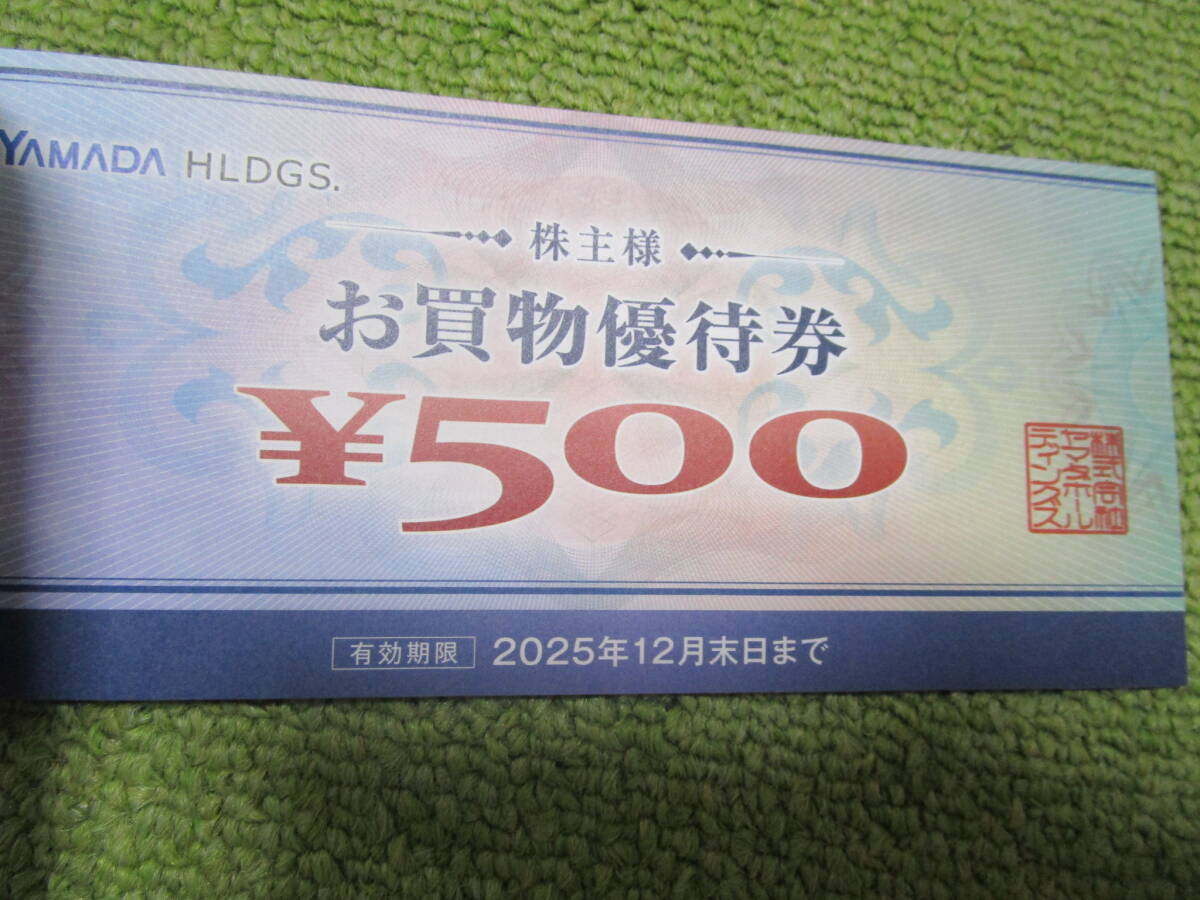 YAMADA HLDGS.
株主様
お買物優待券
¥500
株式会社
ヤマダホール
ディングス
有効期限 2025年12月末日まで